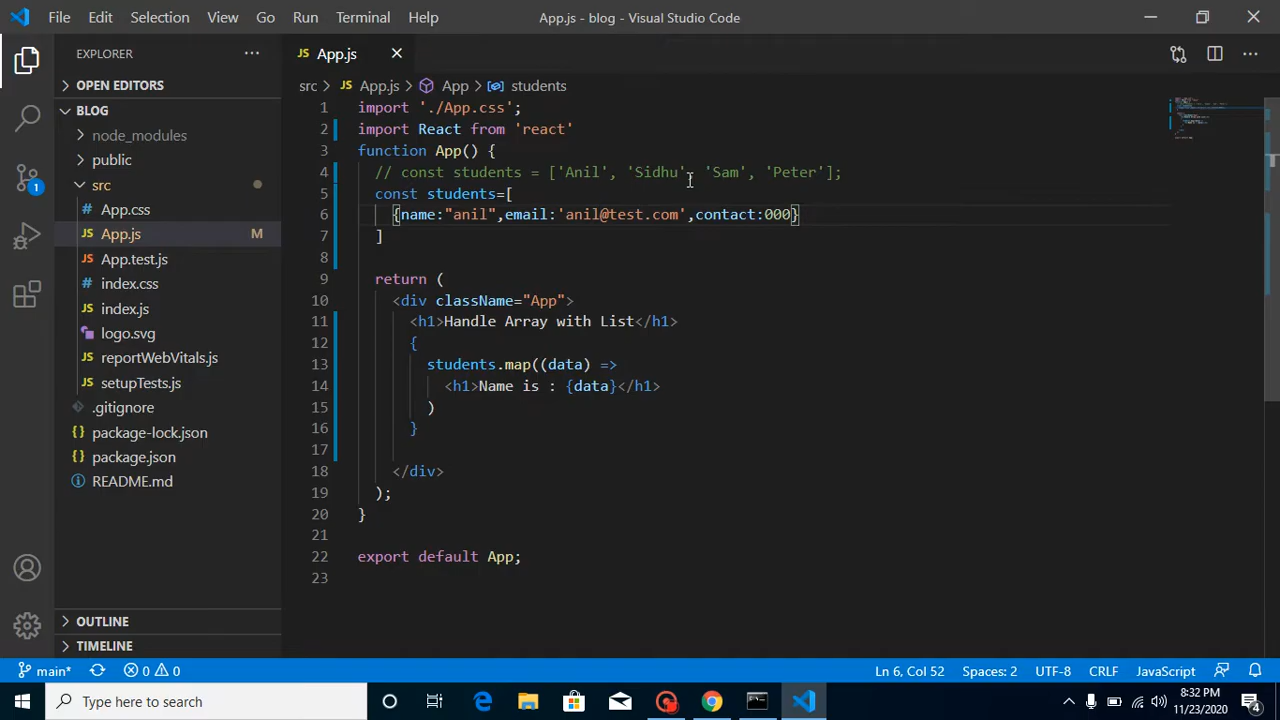 File Edit Selection View Go Run Terminal Help App.js - blog - Visual Studio Code
EXPLORER ... JS App.js
OPEN EDITORS
BLOG
node_modules
public
src
App.css
App.js M
App.test.js
index.css
index.js
logo.svg
reportWebVitals.js
setupTests.js
.gitignore
package-lock.json
package.json
README.md
OUTLINE
TIMELINE
src > JS App.js > App > students
1 import './App.css';
2 import React from 'react'
3 function App() {
4 // const students = ['Anil', 'Sidhu', 'Sam', 'Peter'];
5 const students=[
6 {name:"anil",email:'anil@test.com',contact:000}
7 ]
8
9 return (
10 <div className="App">
11 <h1>Handle Array with List</h1>
12 {
13 students.map((data) =>
14 <h1>Name is : {data}</h1>
15 )
16 }
17
18 </div>
19 );
20 }
21
22 export default App;
23
main* 0 0 Ln 6, Col 52 Spaces: 2 UTF-8 CRLF JavaScript
Type here to search
8:32 PM
11/23/2020
4